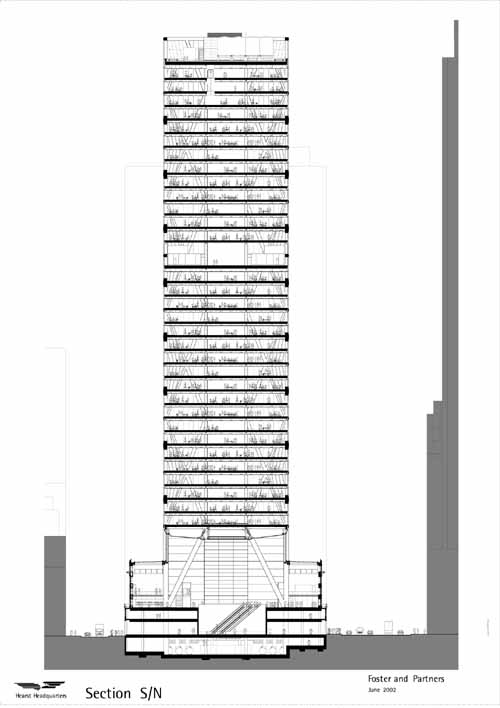 Foster and Partners
June 2002
Hearst Headquarters
Section S/N